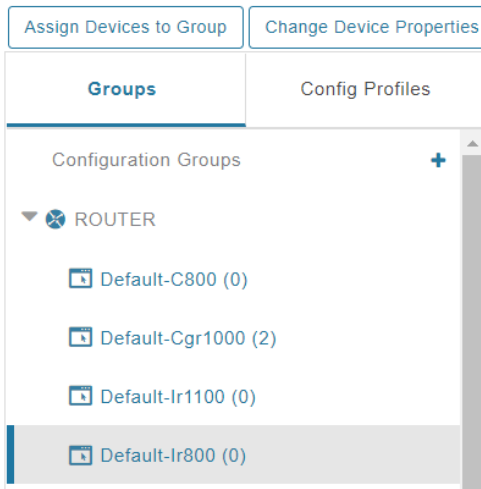 Assign Devices to Group Change Device Properties
Groups Config Profiles
Configuration Groups
ROUTER
Default-C800 (0)
Default-Cgr1000 (2)
Default-Ir1100 (0)
Default-Ir800 (0)